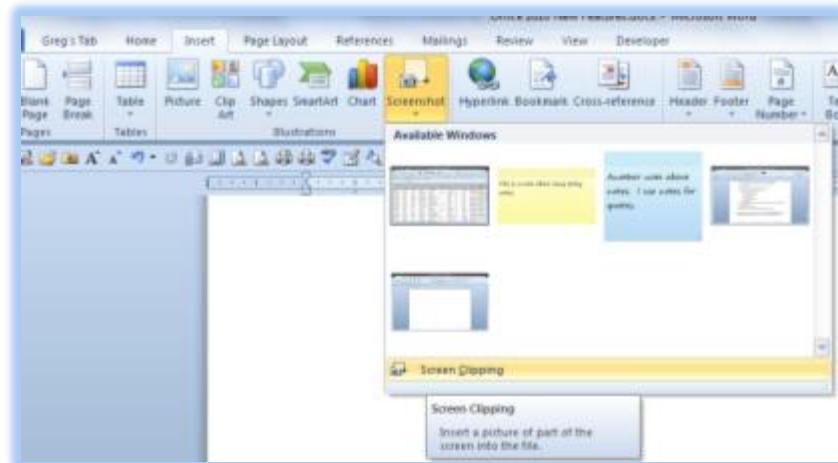 Office 2010 New Features.docx - Microsoft Word
Greg's Tab Home Insert Page Layout References Mailings Review View Developer
Blank Page Table Picture Clip Shapes SmartArt Chart Screenshot Hyperlink Bookmark Cross-reference Header Footer Page
Page Break Art Number
Pages Tables Illustrations
Available Windows
Another note about
notes. I use notes for
quotes.
Screen Clipping
Screen Clipping
Insert a picture of part of the
screen into the file.